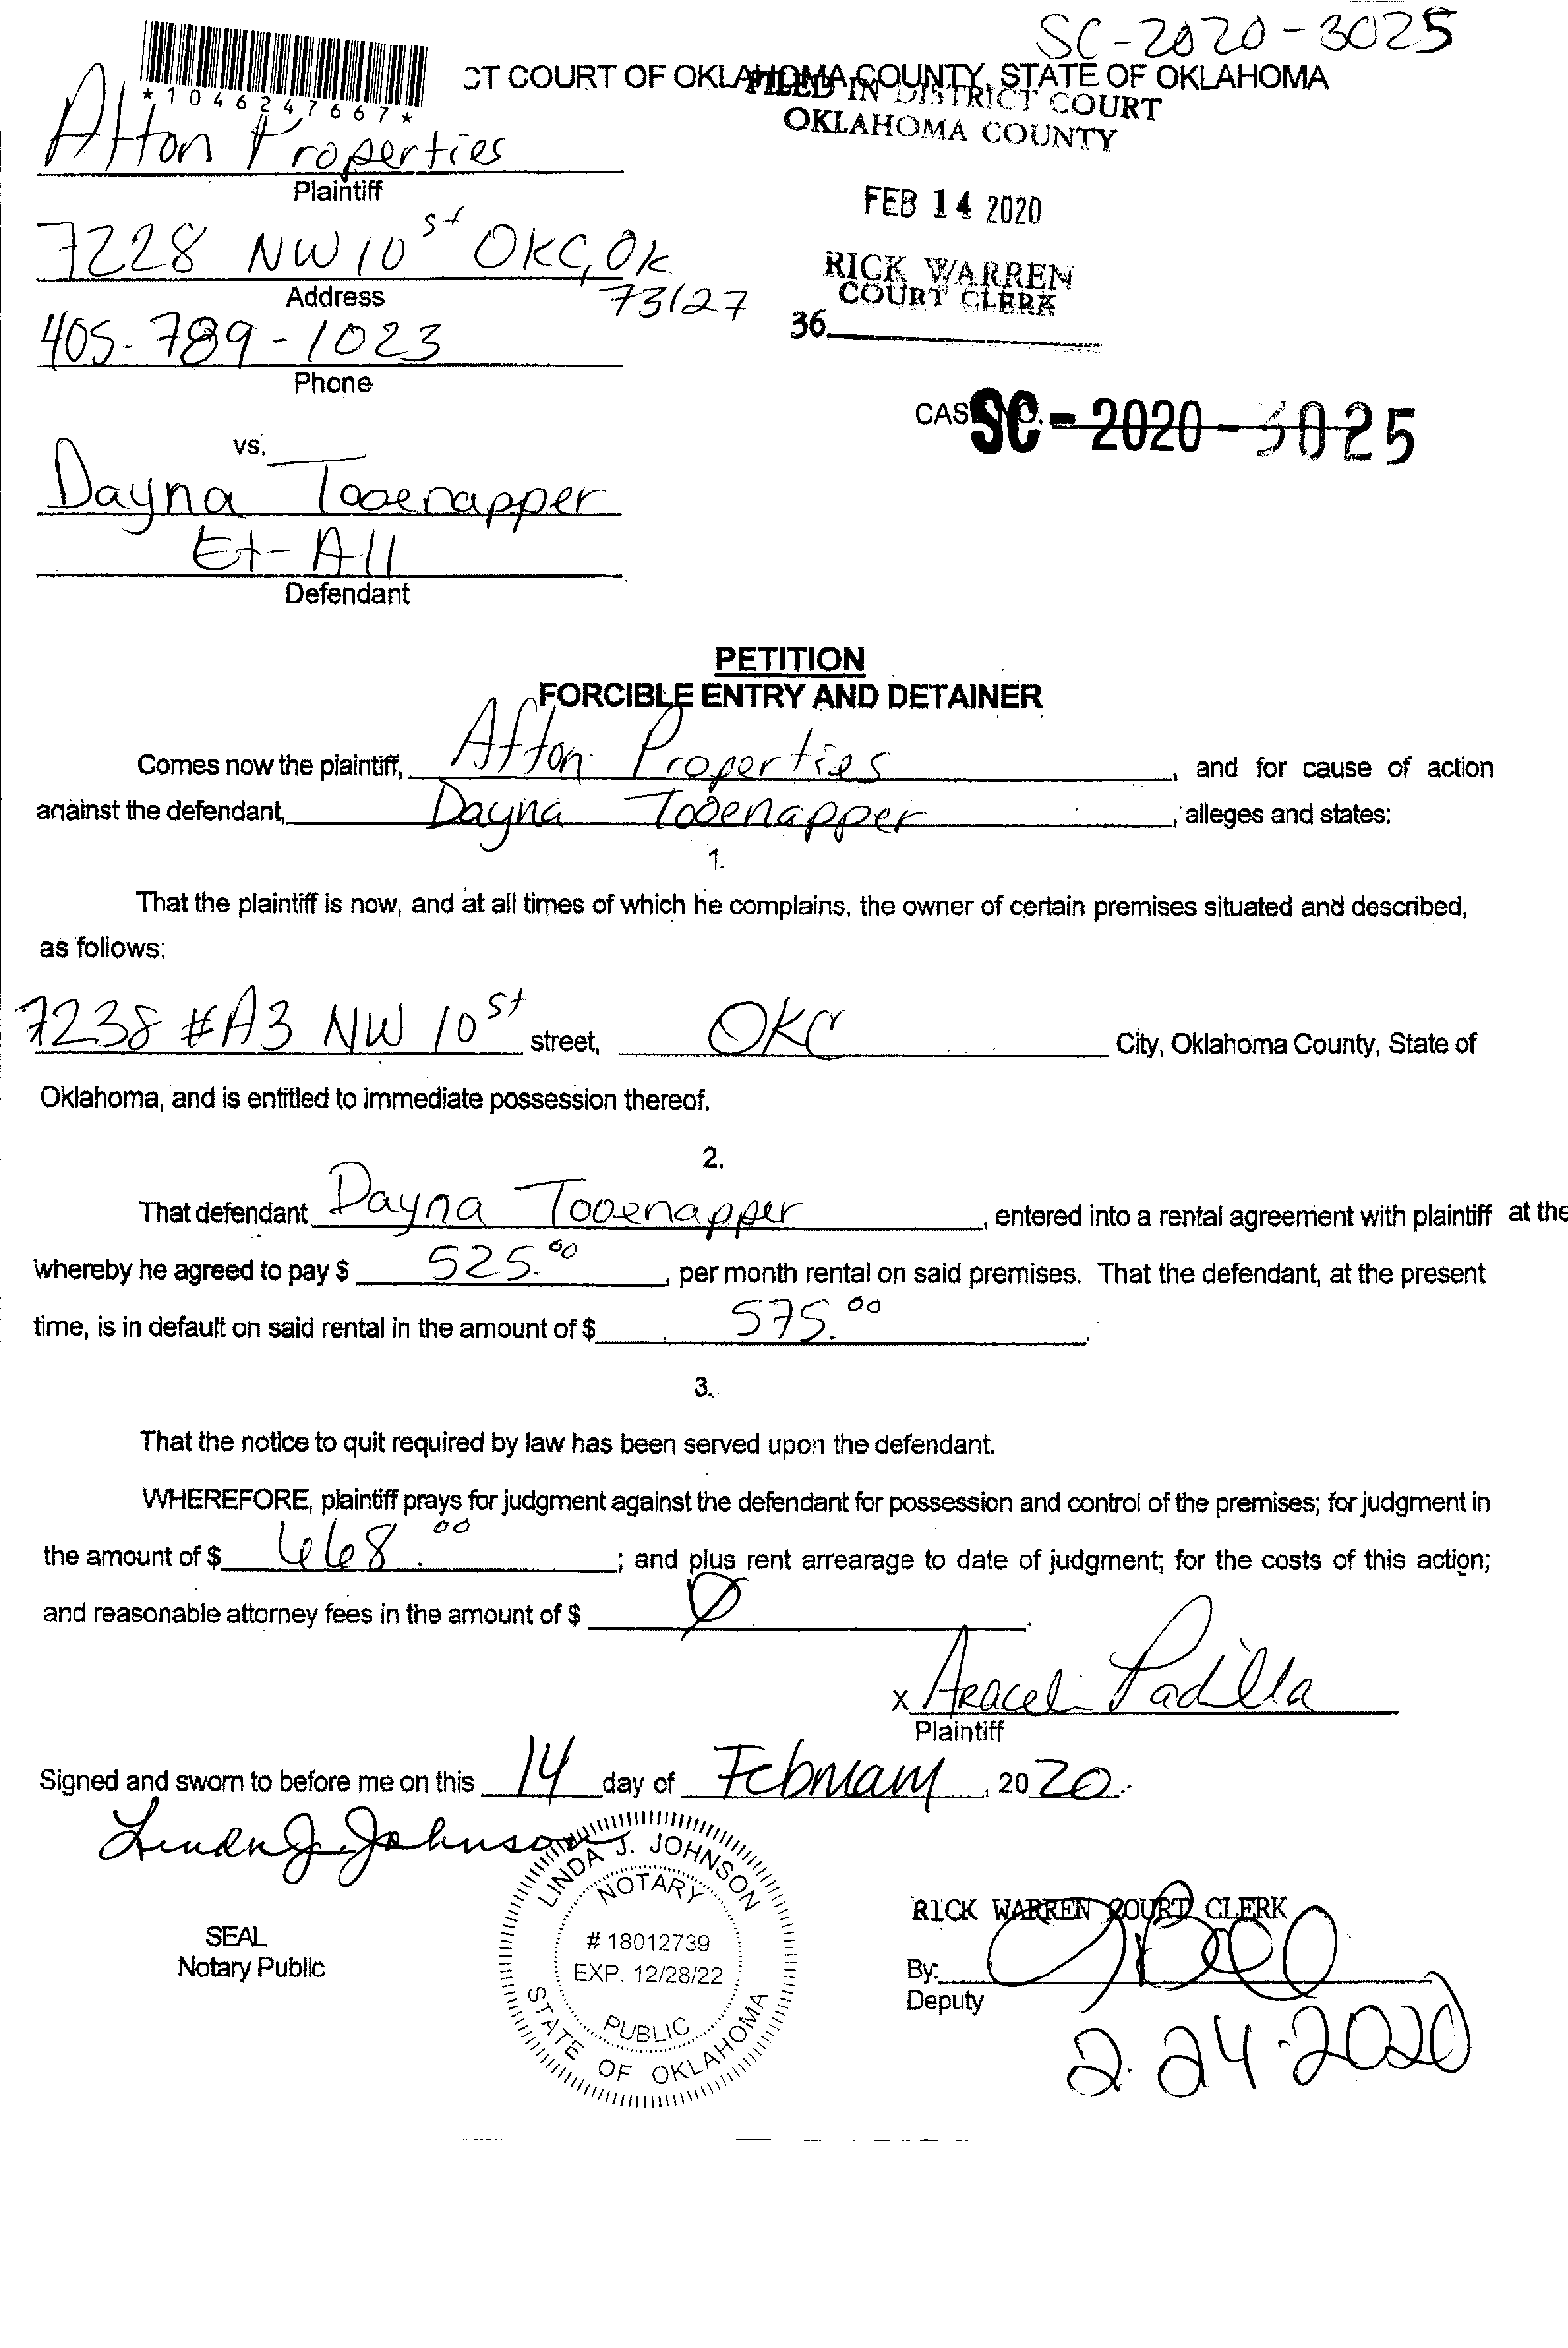 SC-2020-3025
CT COURT OF OKLAHOMA COUNTY, STATE OF OKLAHOMA
FILED IN DISTRICT COURT
OKLAHOMA COUNTY
*1046247667*
Afton Properties
Plaintiff
FEB 14 2020
7228 NW 10 st OKC, Ok
73127
Address
RICK WARREN
COURT CLERK
36
405-789-1023
Phone
CAS SC-2020-3025
vs.
Dayna Tooenapper
Et-All
Defendant
PETITION
FORCIBLE ENTRY AND DETAINER
Comes now the plaintiff, Afton Properties, and for cause of action
against the defendant, Dayna Tooenapper, alleges and states:
1.
That the plaintiff is now, and at all times of which he complains, the owner of certain premises situated and described,
as follows:
7238 #A3 NW 10 st street, OKC City, Oklahoma County, State of
Oklahoma, and is entitled to immediate possession thereof.
2.
That defendant Dayna Tooenapper, entered into a rental agreement with plaintiff at the
whereby he agreed to pay $ 525.00, per month rental on said premises. That the defendant, at the present
time, is in default on said rental in the amount of $ 575.00.
3.
That the notice to quit required by law has been served upon the defendant.
WHEREFORE, plaintiff prays for judgment against the defendant for possession and control of the premises; for judgment in
the amount of $ 668.00; and plus rent arrearage to date of judgment; for the costs of this action;
and reasonable attorney fees in the amount of $ Ø.
x Araceli Padilla
Plaintiff
Signed and sworn to before me on this 14 day of February, 2020.
Linda J. Johnson
LINDA J. JOHNSON
NOTARY
# 18012739
EXP. 12/28/22
PUBLIC
STATE OF OKLAHOMA
SEAL
Notary Public
RICK WARREN COURT CLERK
By:
Deputy
2-24-2020